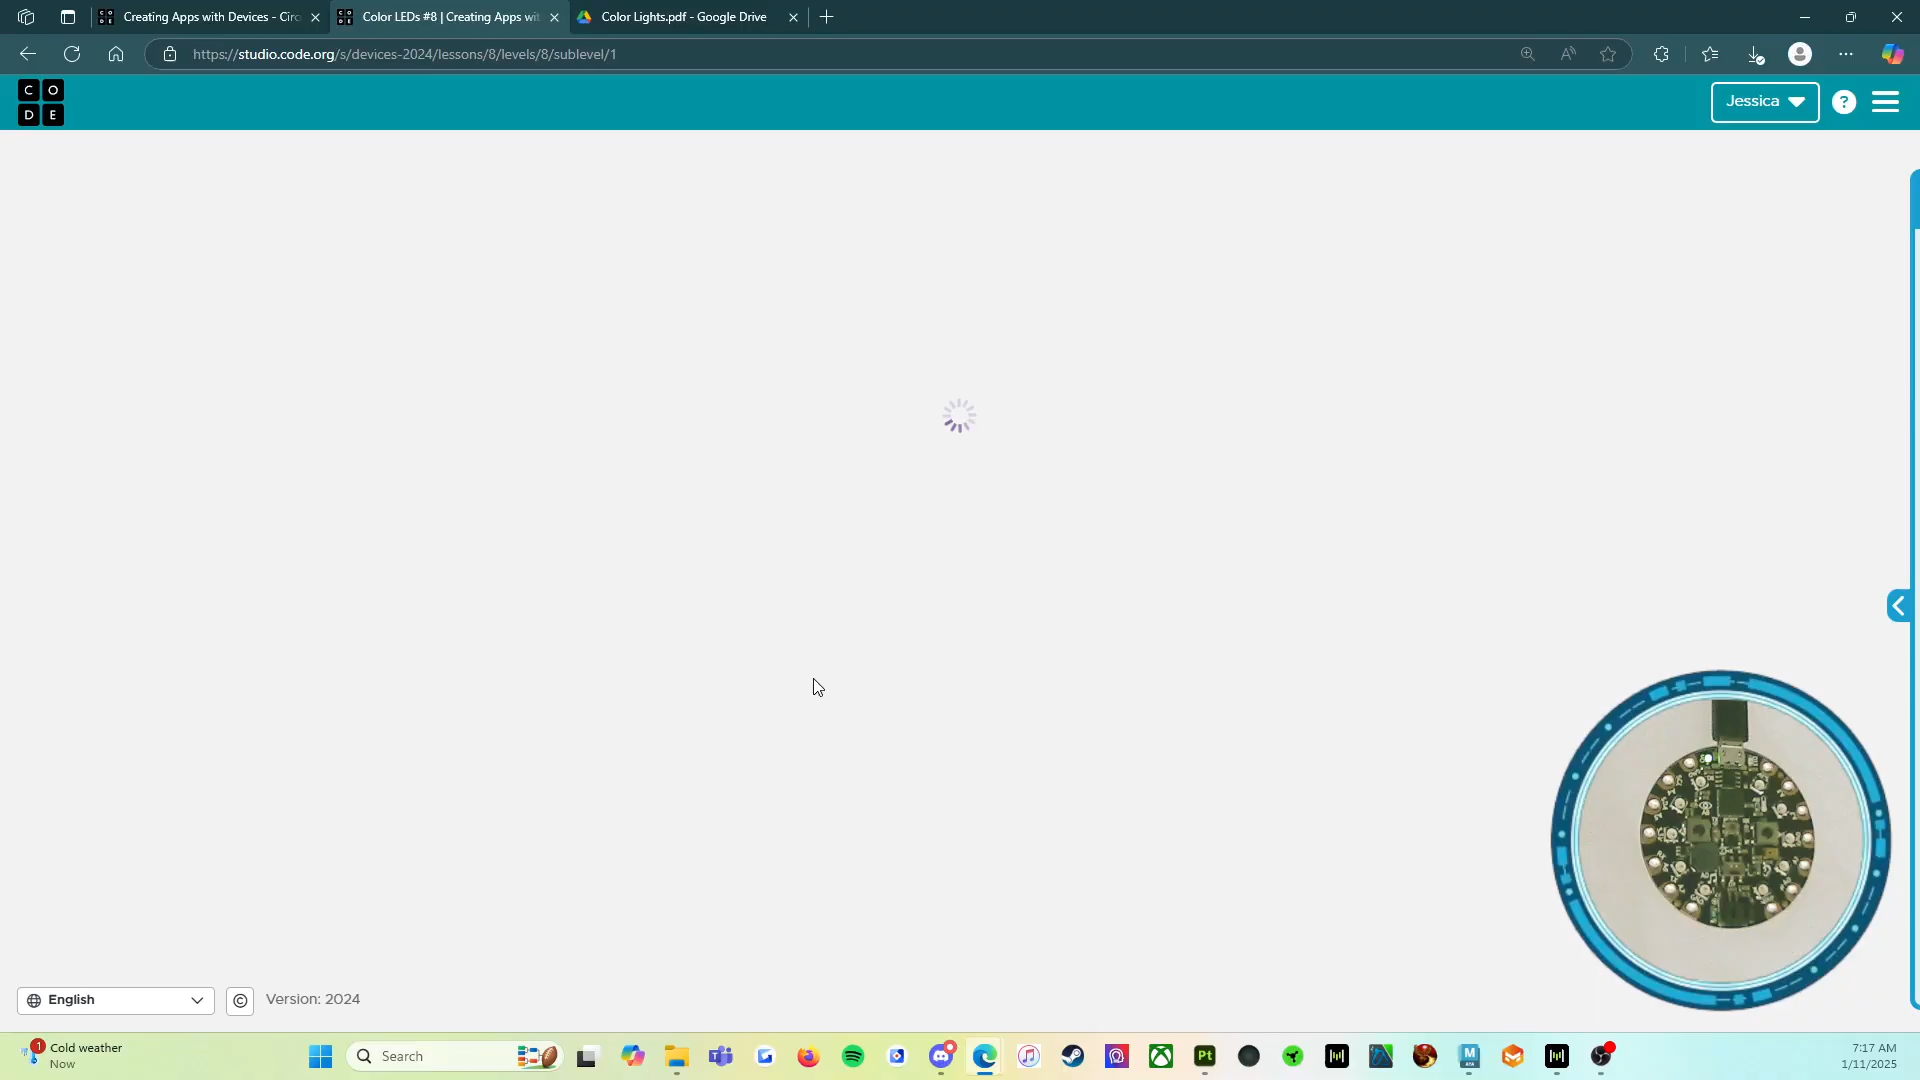 Creating Apps with Devices - Circ
Color LEDs #8 | Creating Apps wit
Color Lights.pdf - Google Drive
https://studio.code.org/s/devices-2024/lessons/8/levels/8/sublevel/1
C O
D E
Jessica
?
English
©
Version: 2024
1
Cold weather
Now
Search
Pt
M
7:17 AM
1/11/2025